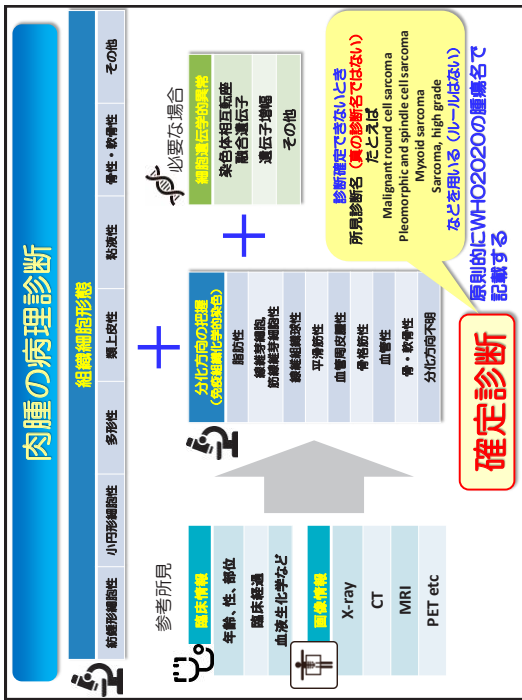 肉腫の病理診断
組織細胞形態
紡錘形細胞性
小円形細胞性
多形性
類上皮性
粘液性
骨性・軟骨性
その他
参考所見
臨床情報
年齢、性、部位
臨床経過
血液生化学など
画像情報
X-ray
CT
MRI
PET etc
分化方向の把握
(免疫組織化学的染色)
脂肪性
線維芽細胞,
筋線維芽細胞性
線維組織球性
平滑筋性
血管周皮細胞性
骨格筋性
血管性
骨・軟骨性
分化方向不明
必要な場合
細胞遺伝学的異常
染色体相互転座
融合遺伝子
遺伝子増幅
その他
診断確定できないとき
所見診断名(真の診断名ではない)
たとえば
Malignant round cell sarcoma
Pleomorphic and spindle cell sarcoma
Myxoid sarcoma
Sarcoma, high grade
などを用いる(ルールはない)
確定診断
原則的にWHO2020の腫瘍名で
記載する